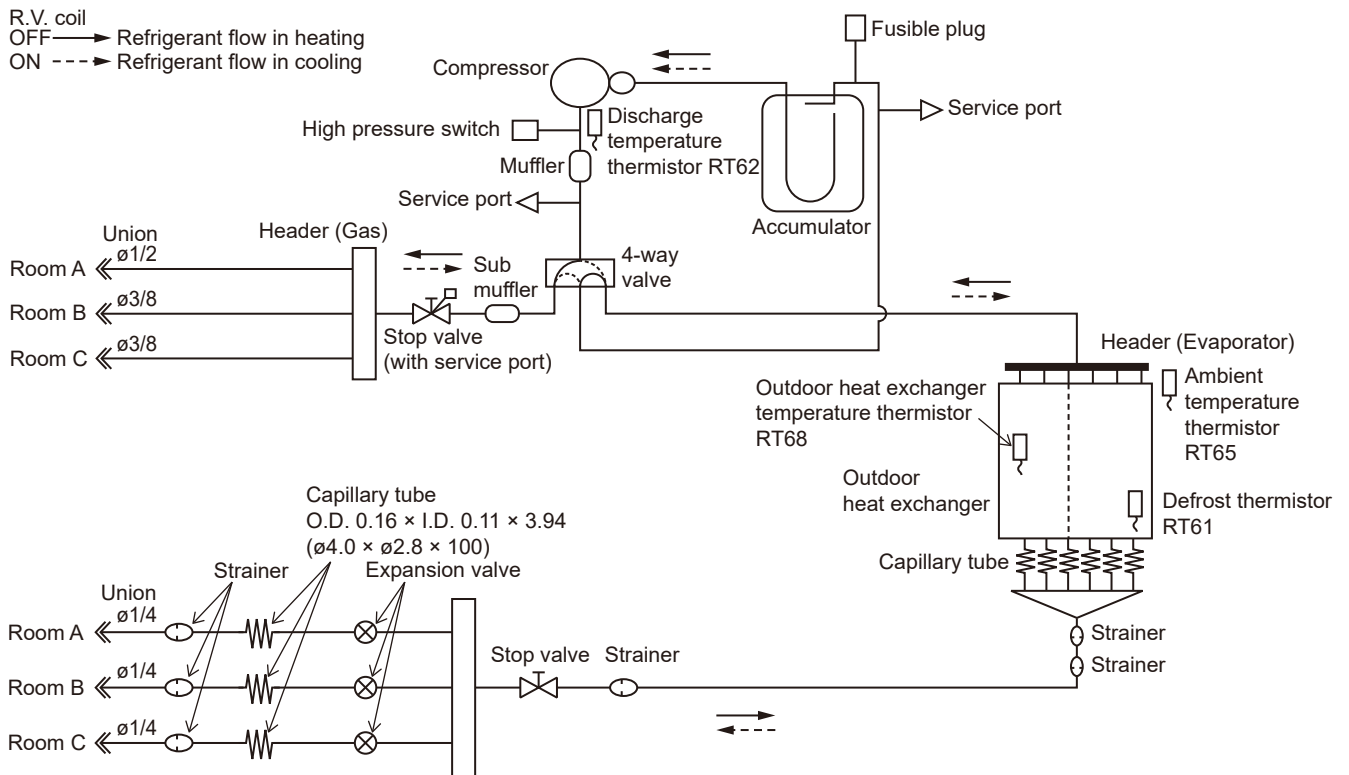 R.V. coil
OFF Refrigerant flow in heating
ON Refrigerant flow in cooling
Fusible plug
Compressor
Service port
High pressure switch
Discharge
temperature
thermistor RT62
Muffler
Service port
Accumulator
Union
Header (Gas)
ø1/2
Room A
ø3/8
Room B
ø3/8
Room C
Sub
muffler
4-way
valve
Stop valve
(with service port)
Header (Evaporator)
Outdoor heat exchanger
temperature thermistor
RT68
Ambient
temperature
thermistor
RT65
Outdoor
heat exchanger
Defrost thermistor
RT61
Capillary tube
Capillary tube
O.D. 0.16 × I.D. 0.11 × 3.94
(ø4.0 × ø2.8 × 100)
Strainer
Expansion valve
Union
ø1/4
Room A
ø1/4
Room B
ø1/4
Room C
Stop valve
Strainer
Strainer
Strainer